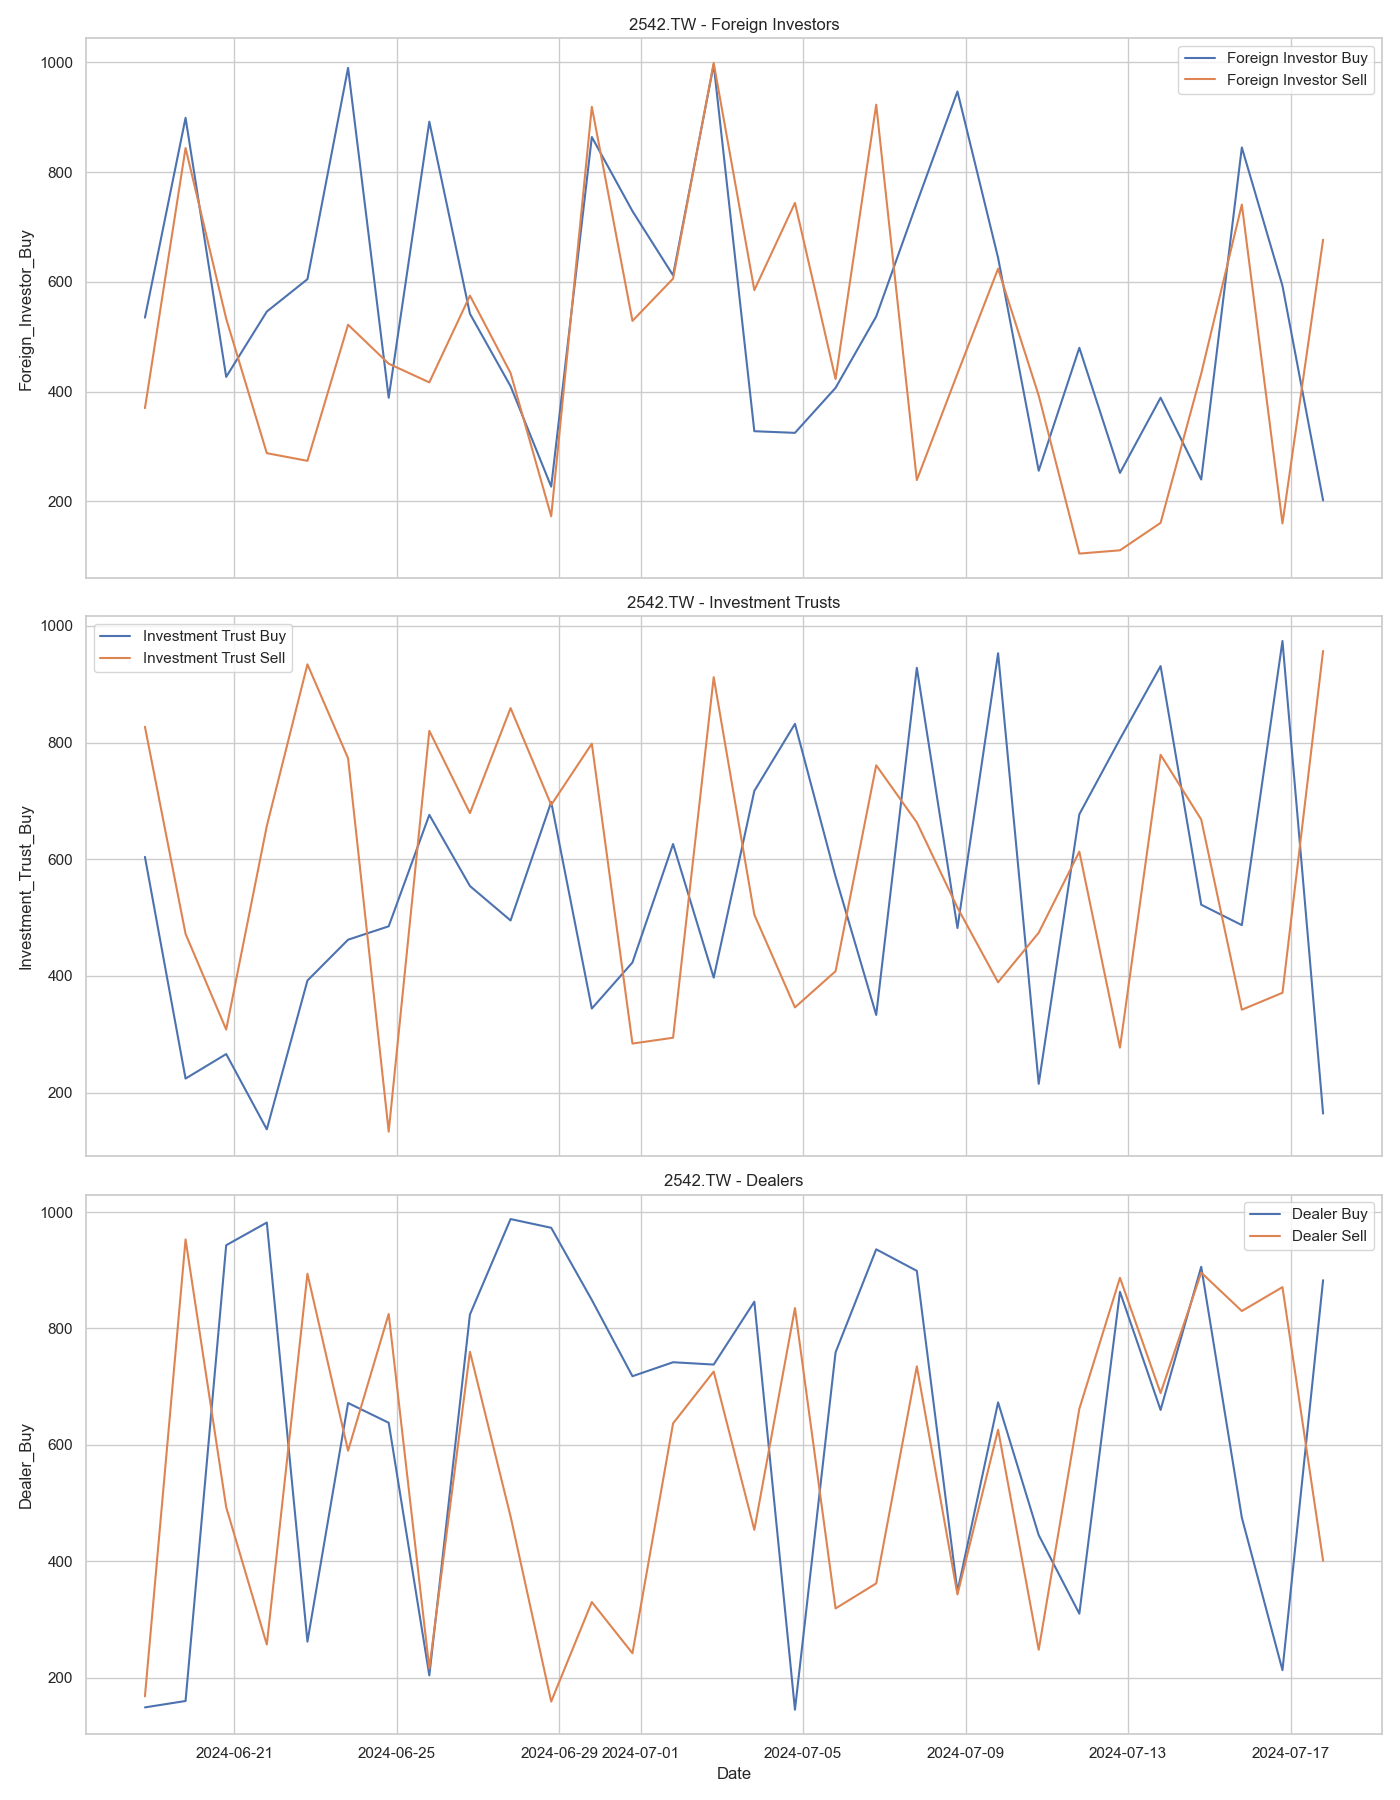 2542.TW - Foreign Investors
Foreign Investor Buy
Foreign Investor Sell
1000
800
600
400
200
Foreign_Investor_Buy
2542.TW - Investment Trusts
Investment Trust Buy
Investment Trust Sell
1000
800
600
400
200
Investment_Trust_Buy
2542.TW - Dealers
Dealer Buy
Dealer Sell
1000
800
600
400
200
Dealer_Buy
2024-06-21 2024-06-25 2024-06-29 2024-07-01 2024-07-05 2024-07-09 2024-07-13 2024-07-17
Date